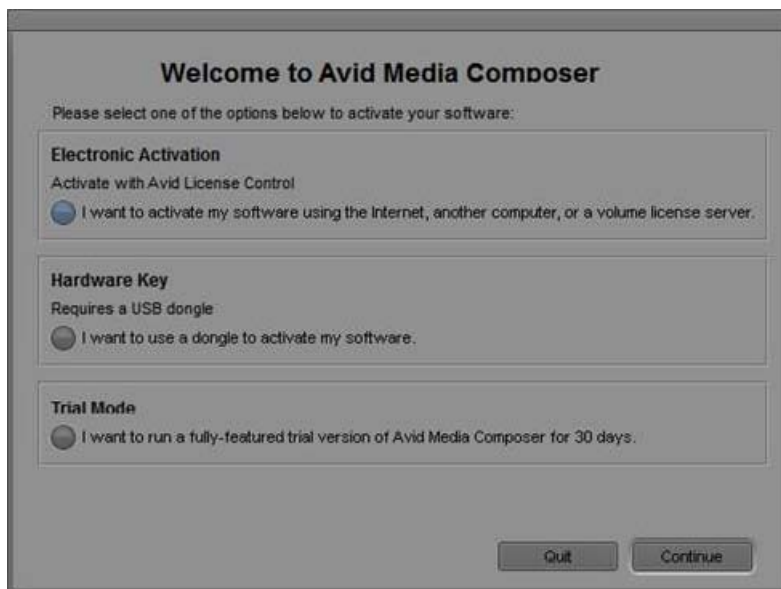 Welcome to Avid Media Composer
Please select one of the options below to activate your software:
Electronic Activation
Activate with Avid License Control
I want to activate my software using the Internet, another computer, or a volume license server.
Hardware Key
Requires a USB dongle
I want to use a dongle to activate my software.
Trial Mode
I want to run a fully-featured trial version of Avid Media Composer for 30 days.
Quit Continue